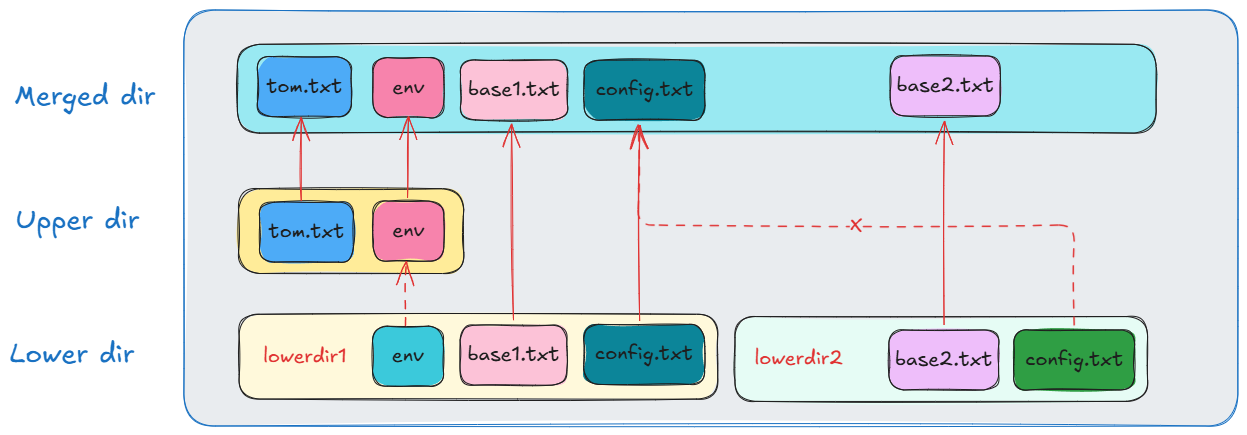 Merged dir
tom.txt
env
base1.txt
config.txt
base2.txt
Upper dir
tom.txt
env
x
Lower dir
lowerdir1
env
base1.txt
config.txt
lowerdir2
base2.txt
config.txt